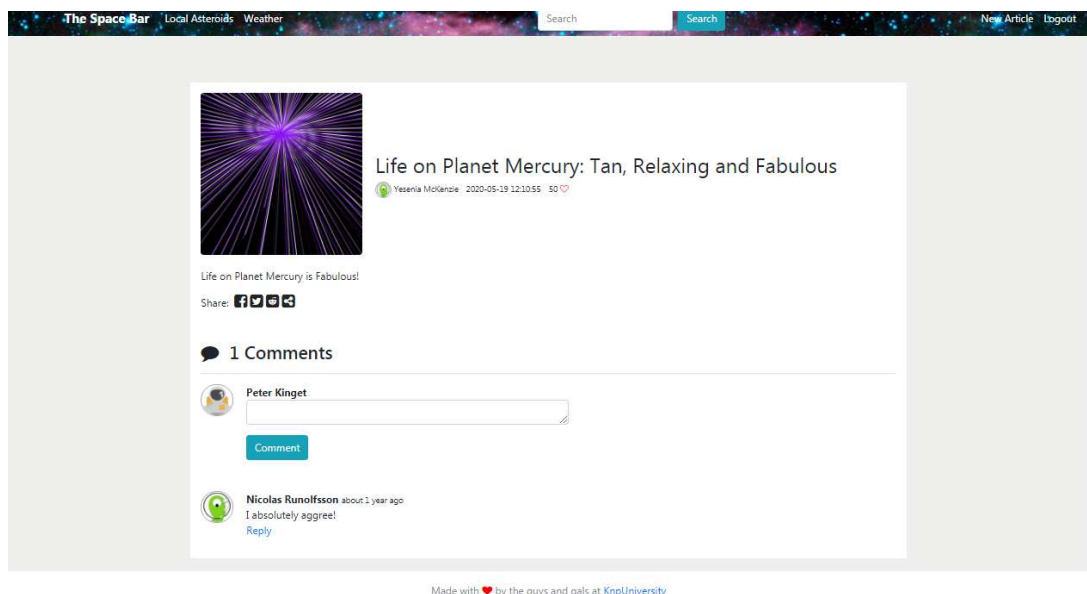 The Space Bar Local Asteroids Weather Search Search New Article Logout
Life on Planet Mercury: Tan, Relaxing and Fabulous
Yesenia McKenzie 2020-05-19 12:10:55 50
Life on Planet Mercury is Fabulous!
Share:
1 Comments
Peter Kinget
Comment
Nicolas Runolfsson about 1 year ago
I absolutely aggree!
Reply
Made with by the guys and gals at KnpUniversity